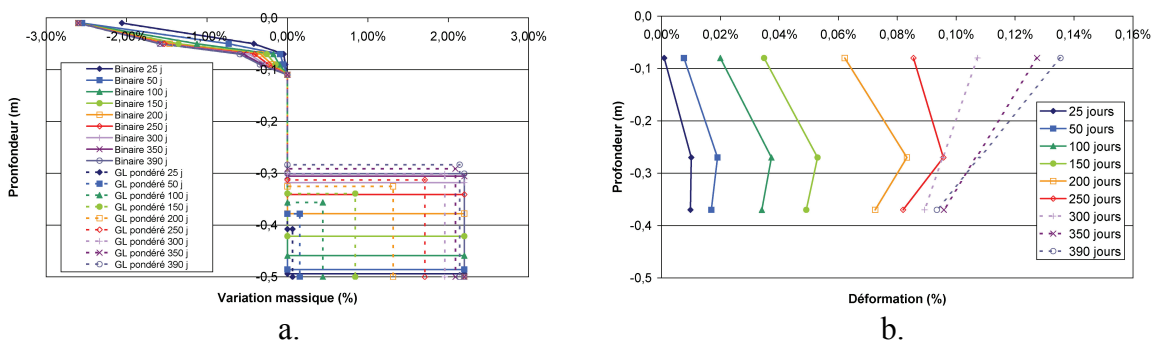 0,0
-3,00% -2,00% -1,00% 0,00% 1,00% 2,00% 3,00%
-0,1
-0,2
-0,3
-0,4
-0,5
Pronfondeur (m)
Binaire 25 j
Binaire 50 j
Binaire 100 j
Binaire 150 j
Binaire 200 j
Binaire 250 j
Binaire 300 j
Binaire 350 j
Binaire 390 j
GL pondéré 25 j
GL pondéré 50 j
GL pondéré 100 j
GL pondéré 150 j
GL pondéré 200 j
GL pondéré 250 j
GL pondéré 300 j
GL pondéré 350 j
GL pondéré 390 j
Variation massique (%)
a.
0,0
0,00% 0,02% 0,04% 0,06% 0,08% 0,10% 0,12% 0,14% 0,16%
-0,1
-0,2
-0,3
-0,4
-0,5
Profondeur (m)
25 jours
50 jours
100 jours
150 jours
200 jours
250 jours
300 jours
350 jours
390 jours
Déformation (%)
b.